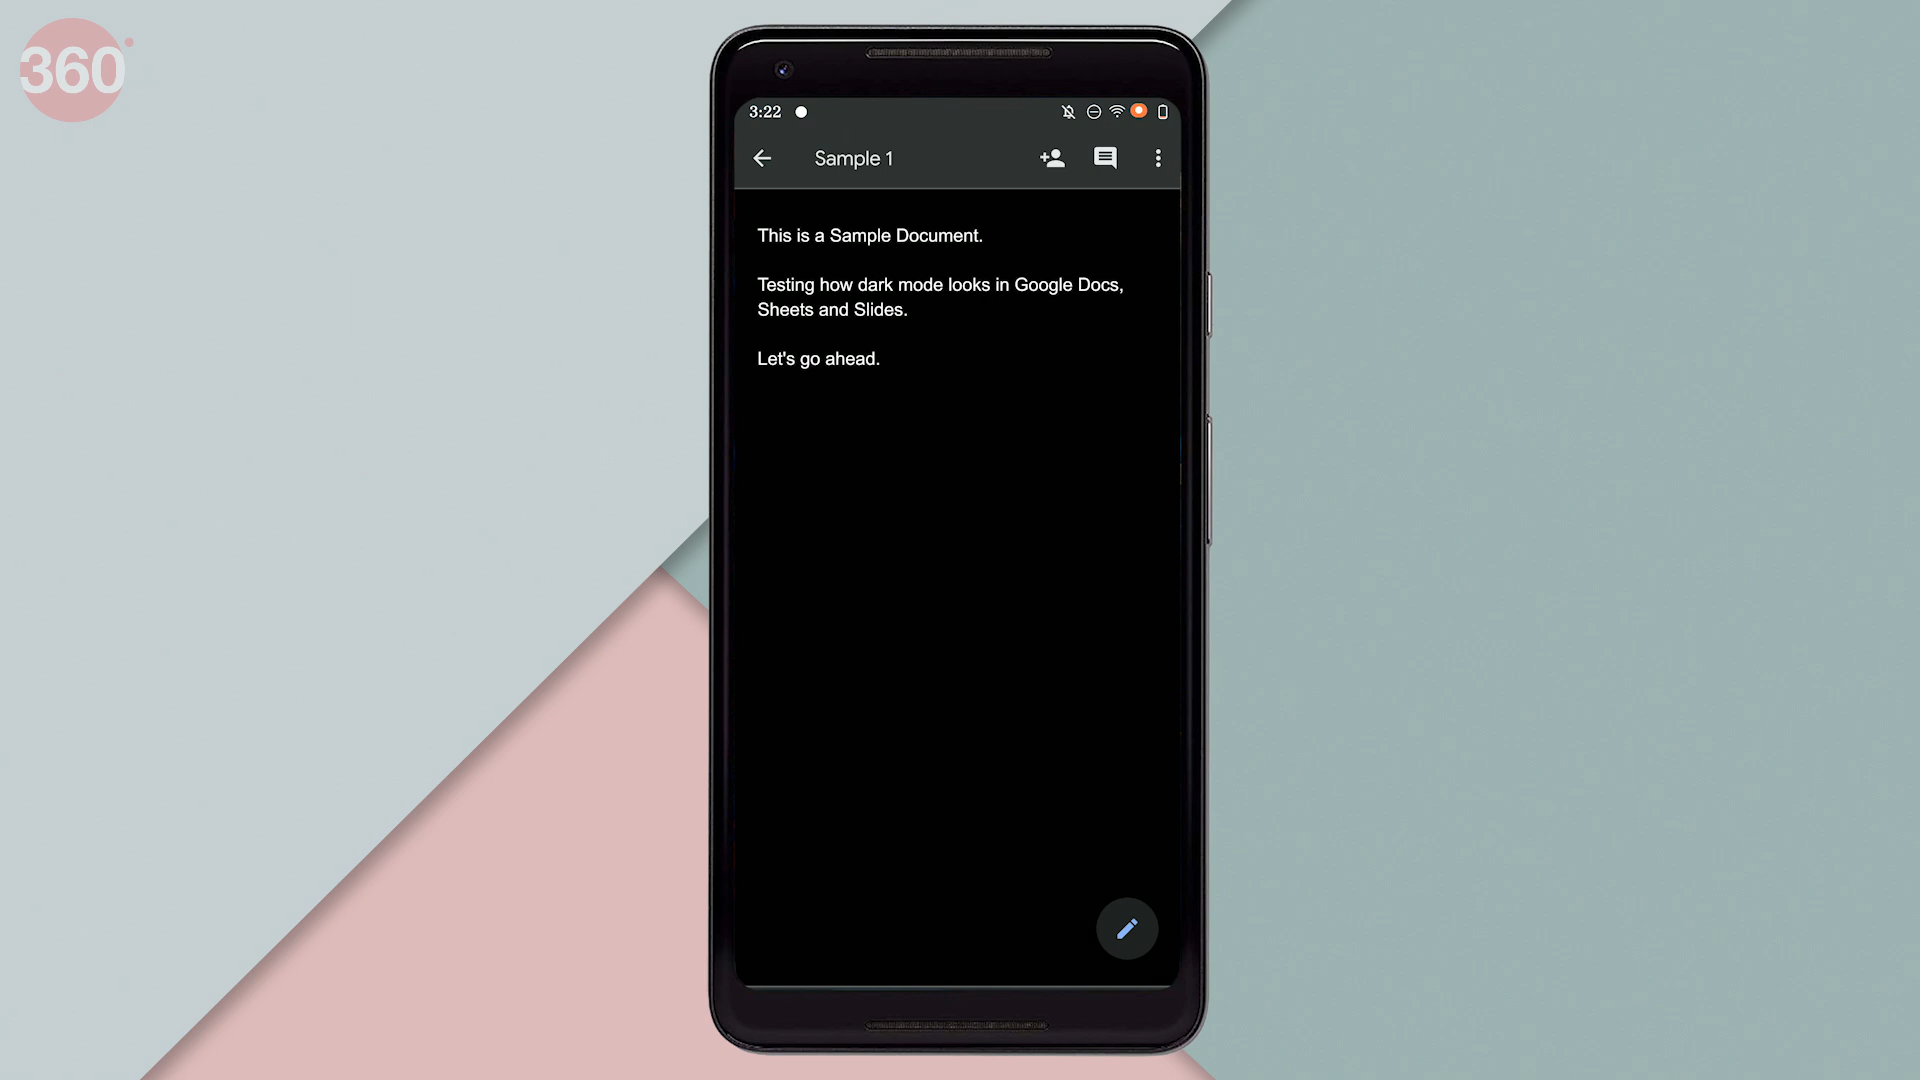 360
3:22
Sample 1
This is a Sample Document.
Testing how dark mode looks in Google Docs,
Sheets and Slides.
Let's go ahead.